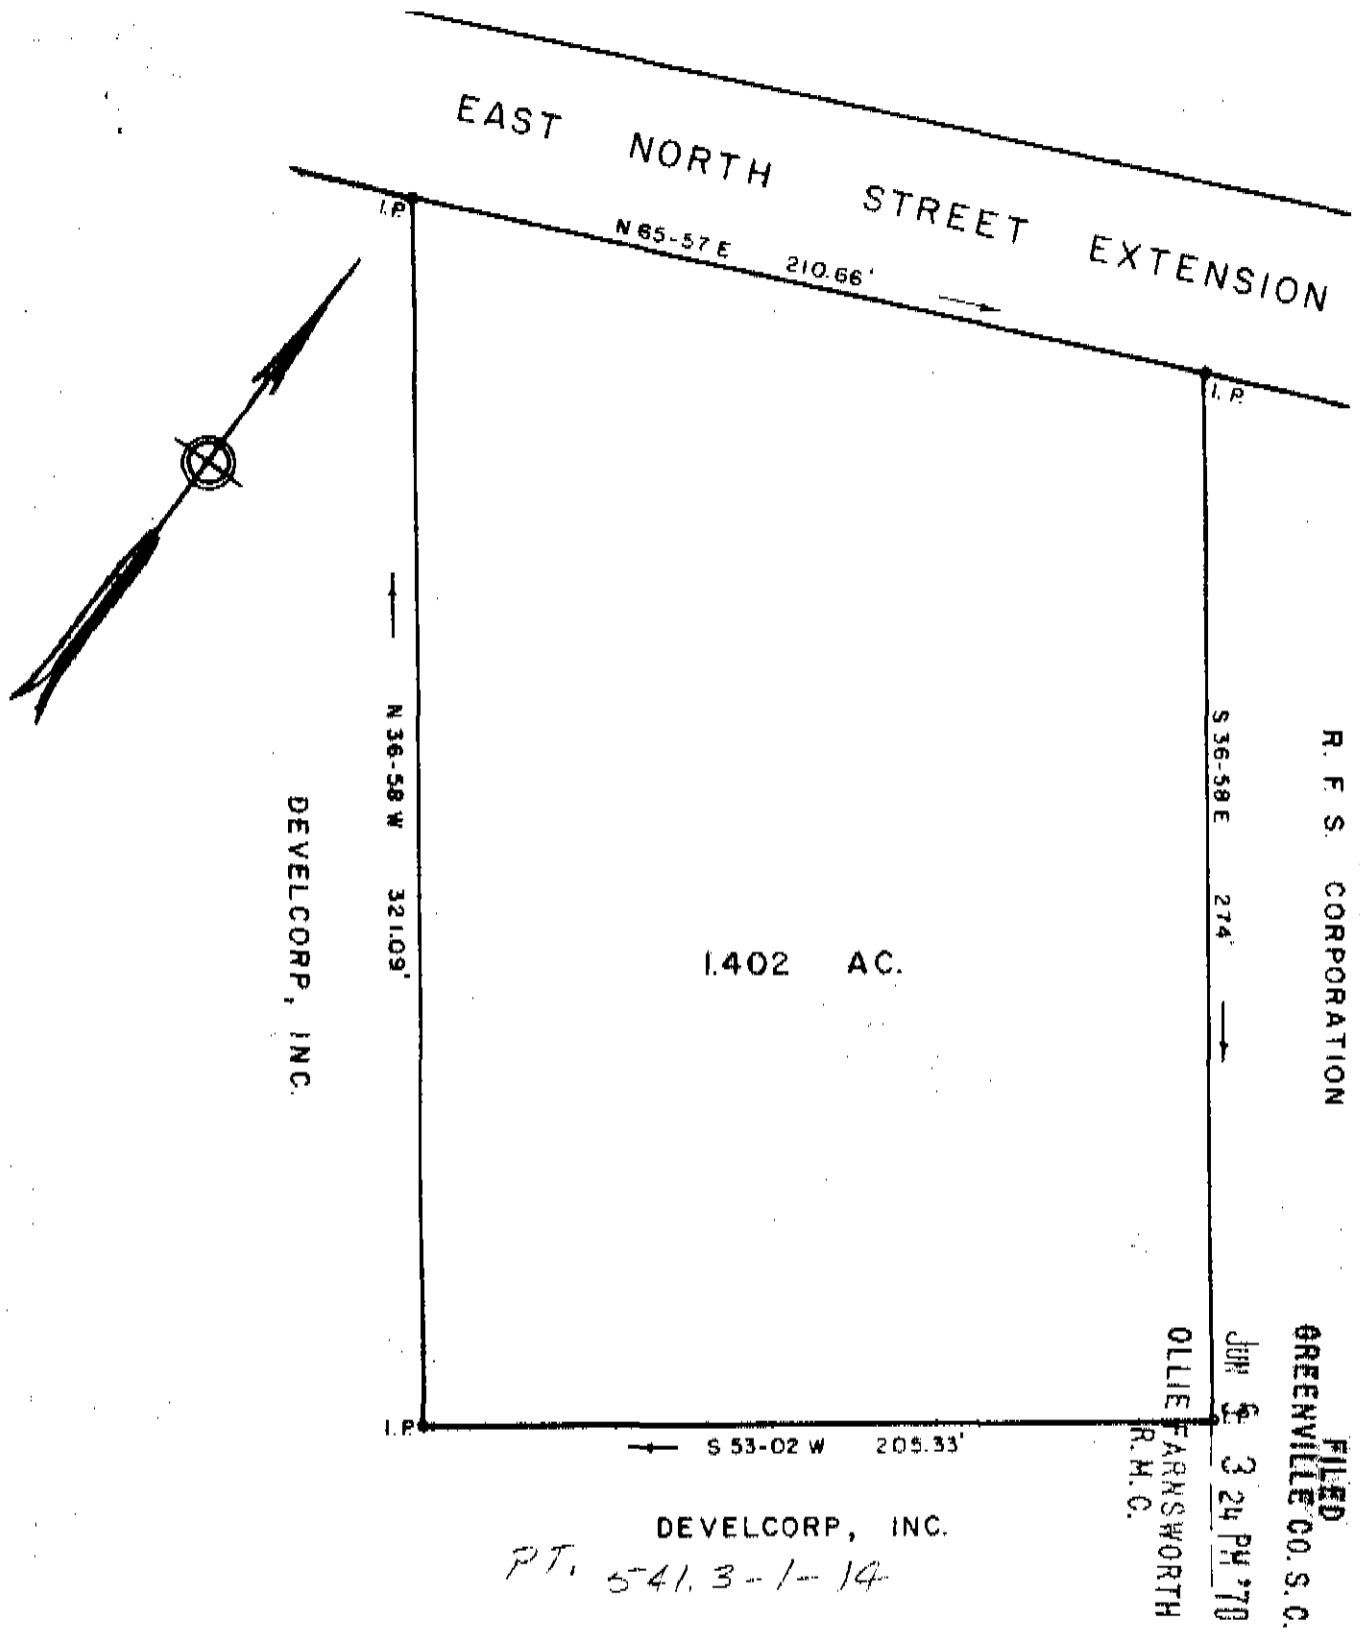 EAST NORTH STREET EXTENSION
I.P.
N 65-57 E 210.66'
I.P.
N 36-58 W 321.09'
DEVELCORP, INC.
1.402 AC.
S 36-58 E 274'
R. F. S. CORPORATION
I.P.
S 53-02 W 205.33'
DEVELCORP, INC.
PT. 541.3-1-14
FILED
GREENVILLE CO. S. C.
JUN 3 24 PM '70
OLLIE FARNSWORTH
R. M. C.